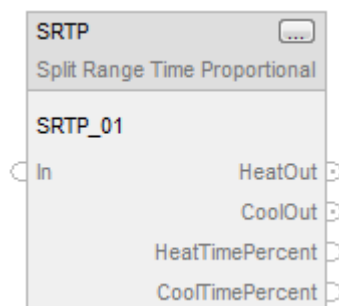 SRTP ...
Split Range Time Proportional
SRTP_01
In HeatOut
CoolOut
HeatTimePercent
CoolTimePercent